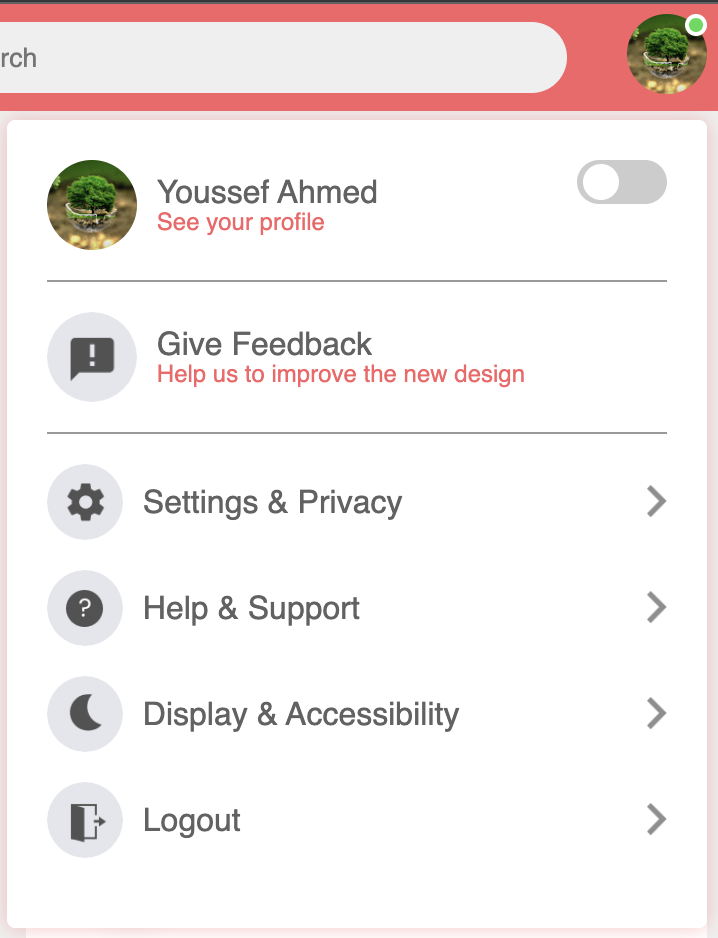 rch
Youssef Ahmed
See your profile
Give Feedback
Help us to improve the new design
Settings & Privacy
Help & Support
Display & Accessibility
Logout